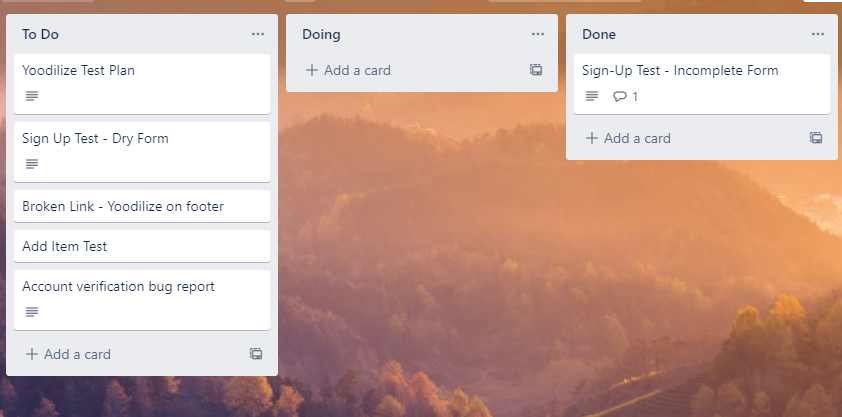 To Do
Yoodilize Test Plan
Sign Up Test - Dry Form
Broken Link - Yoodilize on footer
Add Item Test
Account verification bug report
+ Add a card
Doing
+ Add a card
Done
Sign-Up Test - Incomplete Form
1
+ Add a card